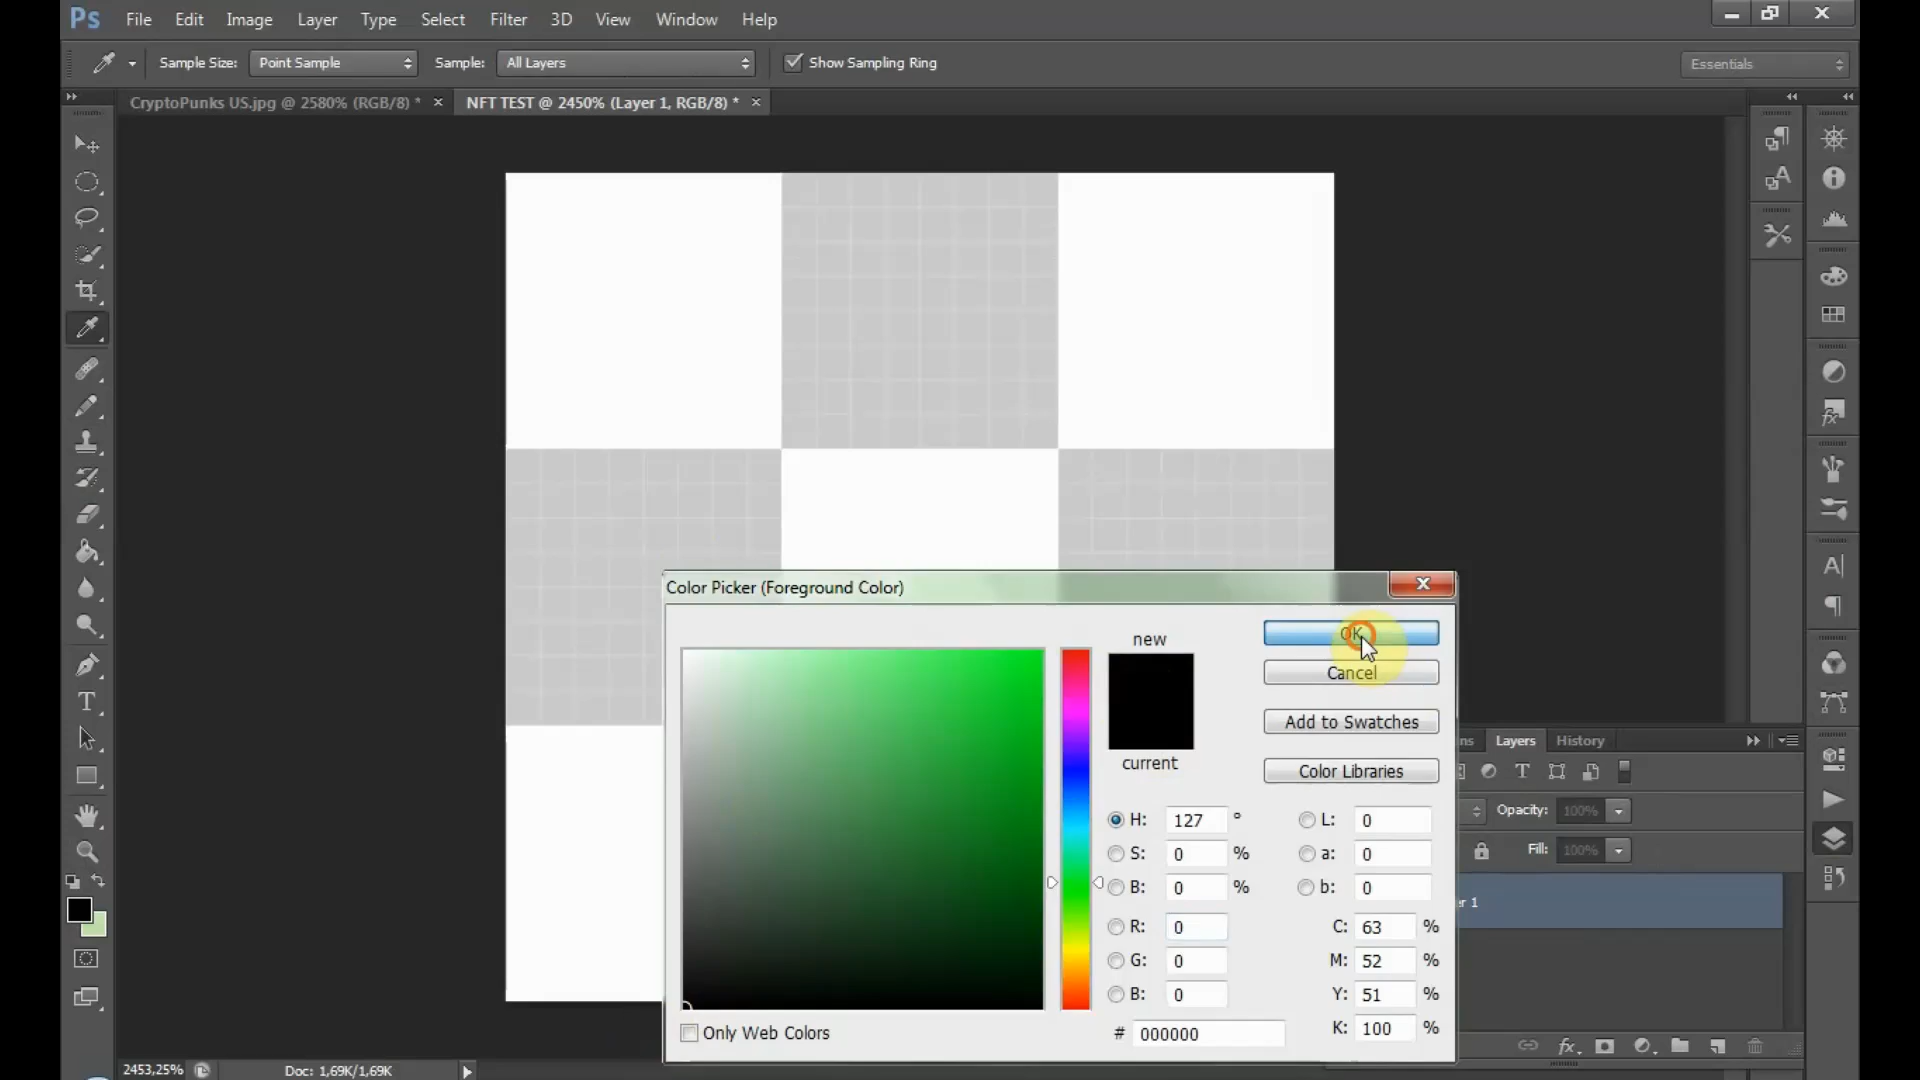 Ps File Edit Image Layer Type Select Filter 3D View Window Help
Sample Size: Point Sample Sample: All Layers Show Sampling Ring Essentials
CryptoPunks US.jpg @ 2580% (RGB/8) * × NFT TEST @ 2450% (Layer 1, RGB/8) * ×
Color Picker (Foreground Color)
new
OK
Cancel
Add to Swatches
current
Color Libraries
ns Layers History
Opacity: 100%
H: 127 ° L: 0
Fill: 100%
S: 0 % a: 0
B: 0 % b: 0
er 1
R: 0 C: 63 %
G: 0 M: 52 %
B: 0 Y: 51 %
Only Web Colors # 000000 K: 100 %
2453,25% Doc: 1,69K/1,69K